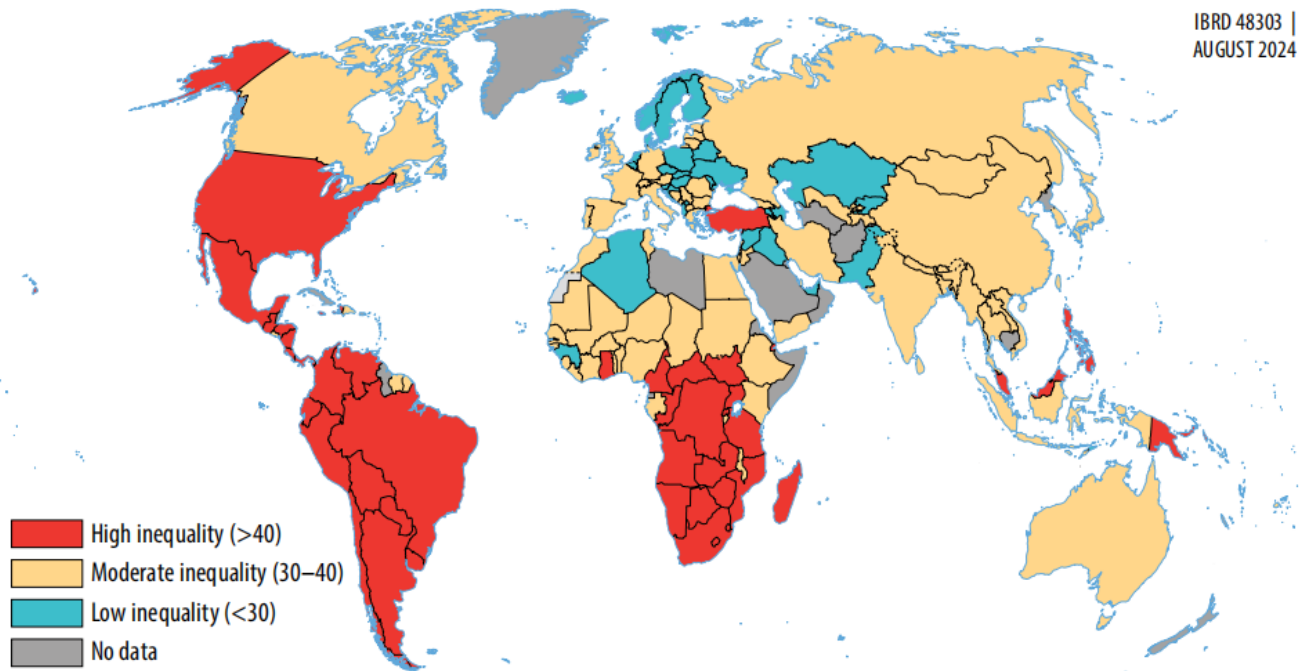 IBRD 48303 |
AUGUST 2024
High inequality (>40)
Moderate inequality (30–40)
Low inequality (<30)
No data